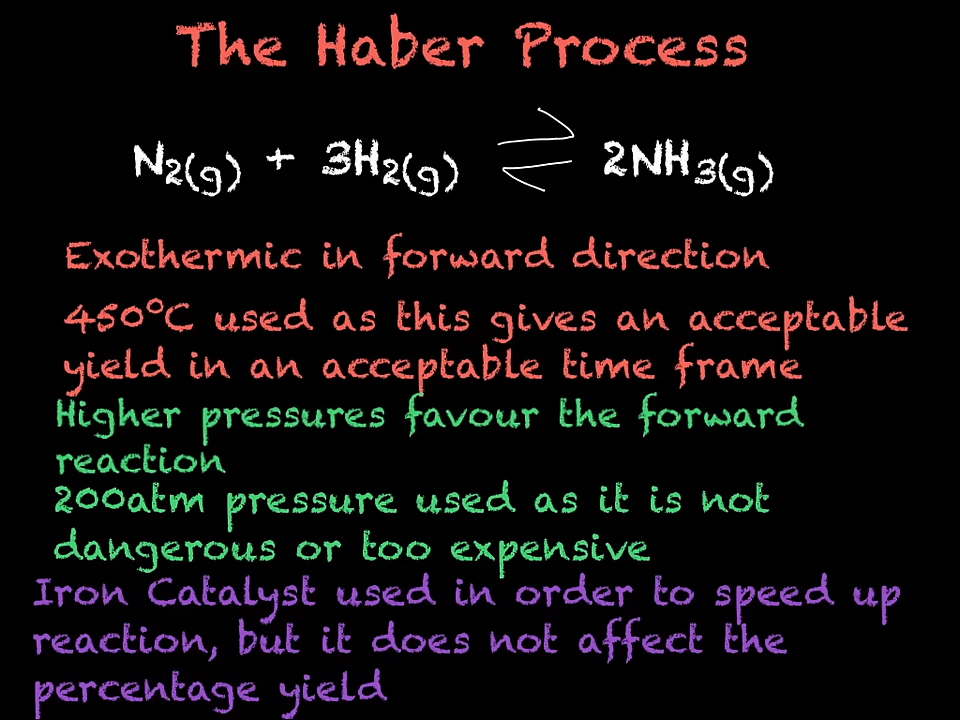 The Haber Process
N₂(g) + 3H₂(g) ⇌ 2NH₃(g)
Exothermic in forward direction
450°C used as this gives an acceptable
yield in an acceptable time frame
Higher pressures favour the forward
reaction
200atm pressure used as it is not
dangerous or too expensive
Iron Catalyst used in order to speed up
reaction, but it does not affect the
percentage yield